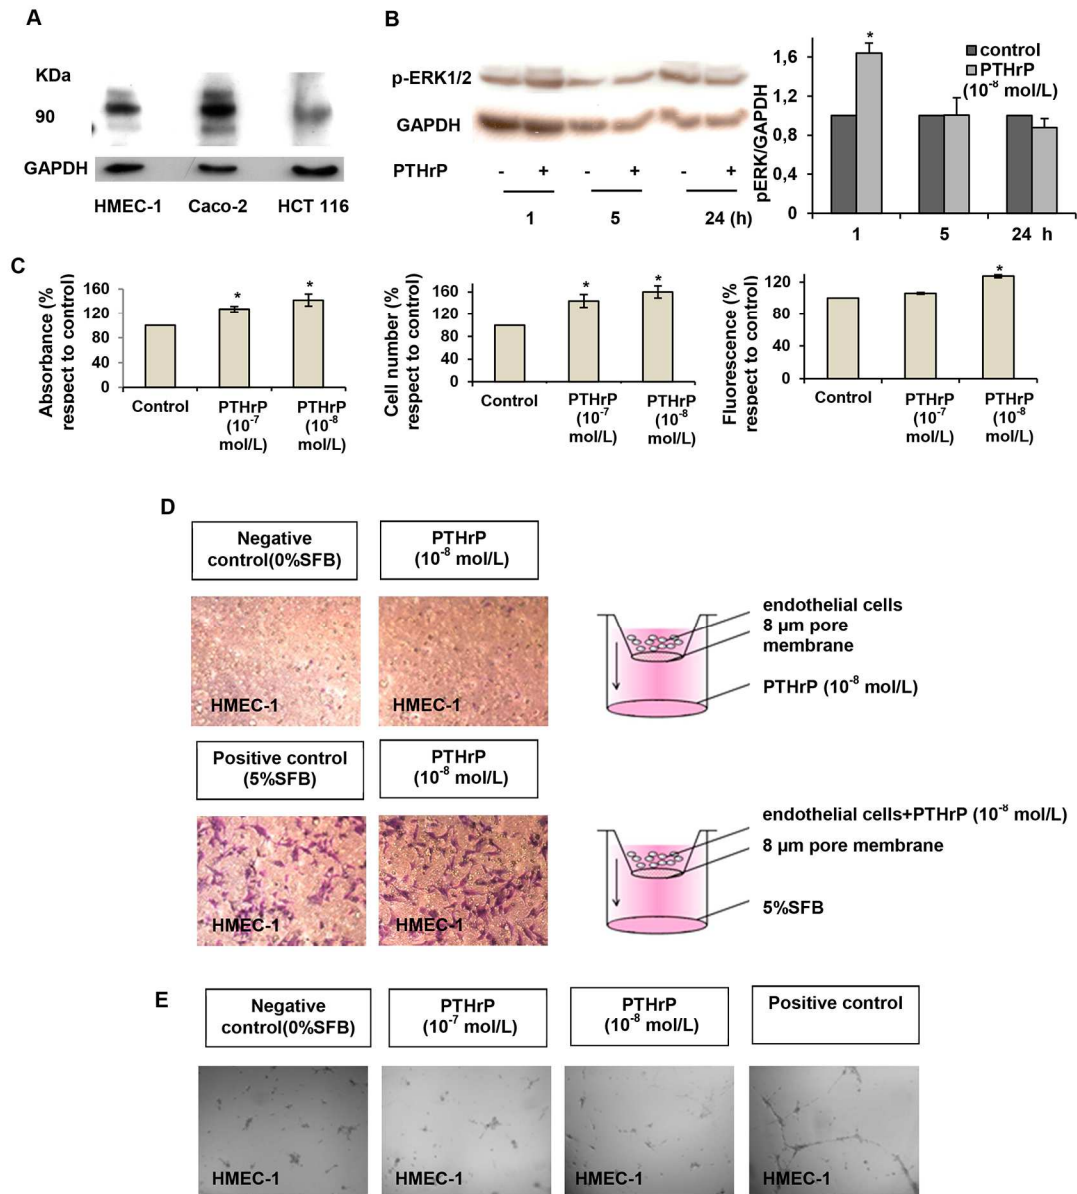 A
KDa
90
GAPDH
HMEC-1 Caco-2 HCT 116
B
p-ERK1/2
GAPDH
PTHrP - + - + - +
1 5 24 (h)
pERK/GAPDH
1,6
1,2
0,8
0,4
0
*
control
PTHrP
(10⁻⁸ mol/L)
1 5 24 h
C
Absorbance (%
respect to control)
160
120
80
40
0
* *
Control PTHrP PTHrP
(10⁻⁷ (10⁻⁸
mol/L) mol/L)
Cell number (%
respect to control)
160
120
80
40
0
* *
Control PTHrP PTHrP
(10⁻⁷ (10⁻⁸
mol/L) mol/L)
Fluorescence (%
respect to control)
120
80
40
0
*
Control PTHrP PTHrP
(10⁻⁷ (10⁻⁸
mol/L) mol/L)
D
Negative
control(0%SFB)
PTHrP
(10⁻⁸ mol/L)
HMEC-1
HMEC-1
endothelial cells
8 µm pore
membrane
PTHrP (10⁻⁸ mol/L)
Positive control
(5%SFB)
PTHrP
(10⁻⁸ mol/L)
HMEC-1
HMEC-1
endothelial cells+PTHrP (10⁻⁸ mol/L)
8 µm pore membrane
5%SFB
E
Negative
control(0%SFB)
PTHrP
(10⁻⁷ mol/L)
PTHrP
(10⁻⁸ mol/L)
Positive control
HMEC-1
HMEC-1
HMEC-1
HMEC-1